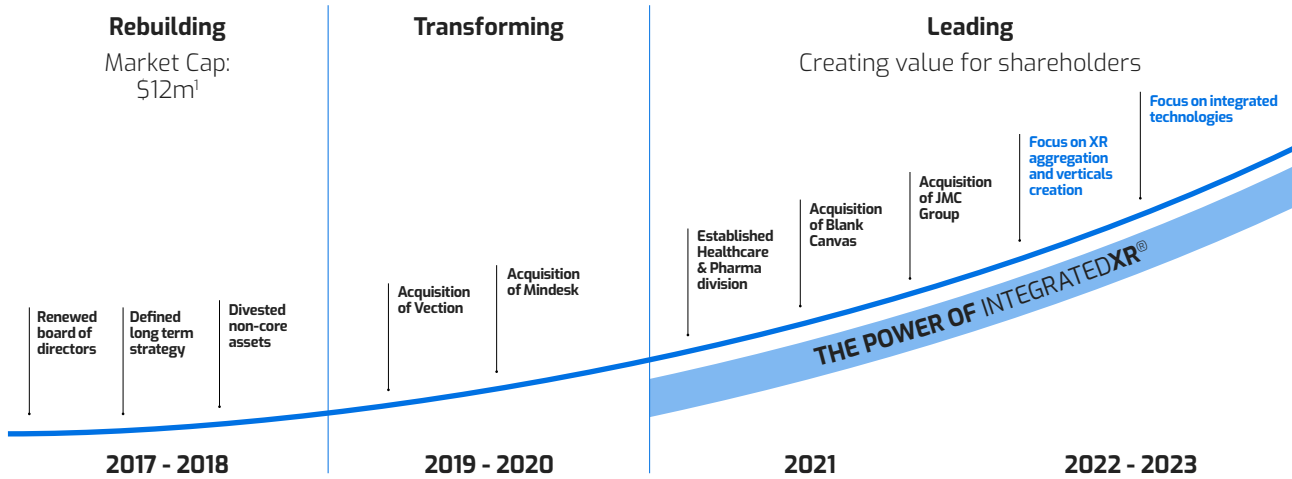 Rebuilding
Market Cap:
$12m¹
Transforming
Leading
Creating value for shareholders
Renewed
board of
directors
Defined
long term
strategy
Divested
non-core
assets
Acquisition
of Vection
Acquisition
of Mindesk
Established
Healthcare
& Pharma
division
Acquisition
of Blank
Canvas
Acquisition
of JMC
Group
Focus on XR
aggregation
and verticals
creation
Focus on integrated
technologies
THE POWER OF INTEGRATEDXR®
2017 - 2018
2019 - 2020
2021
2022 - 2023